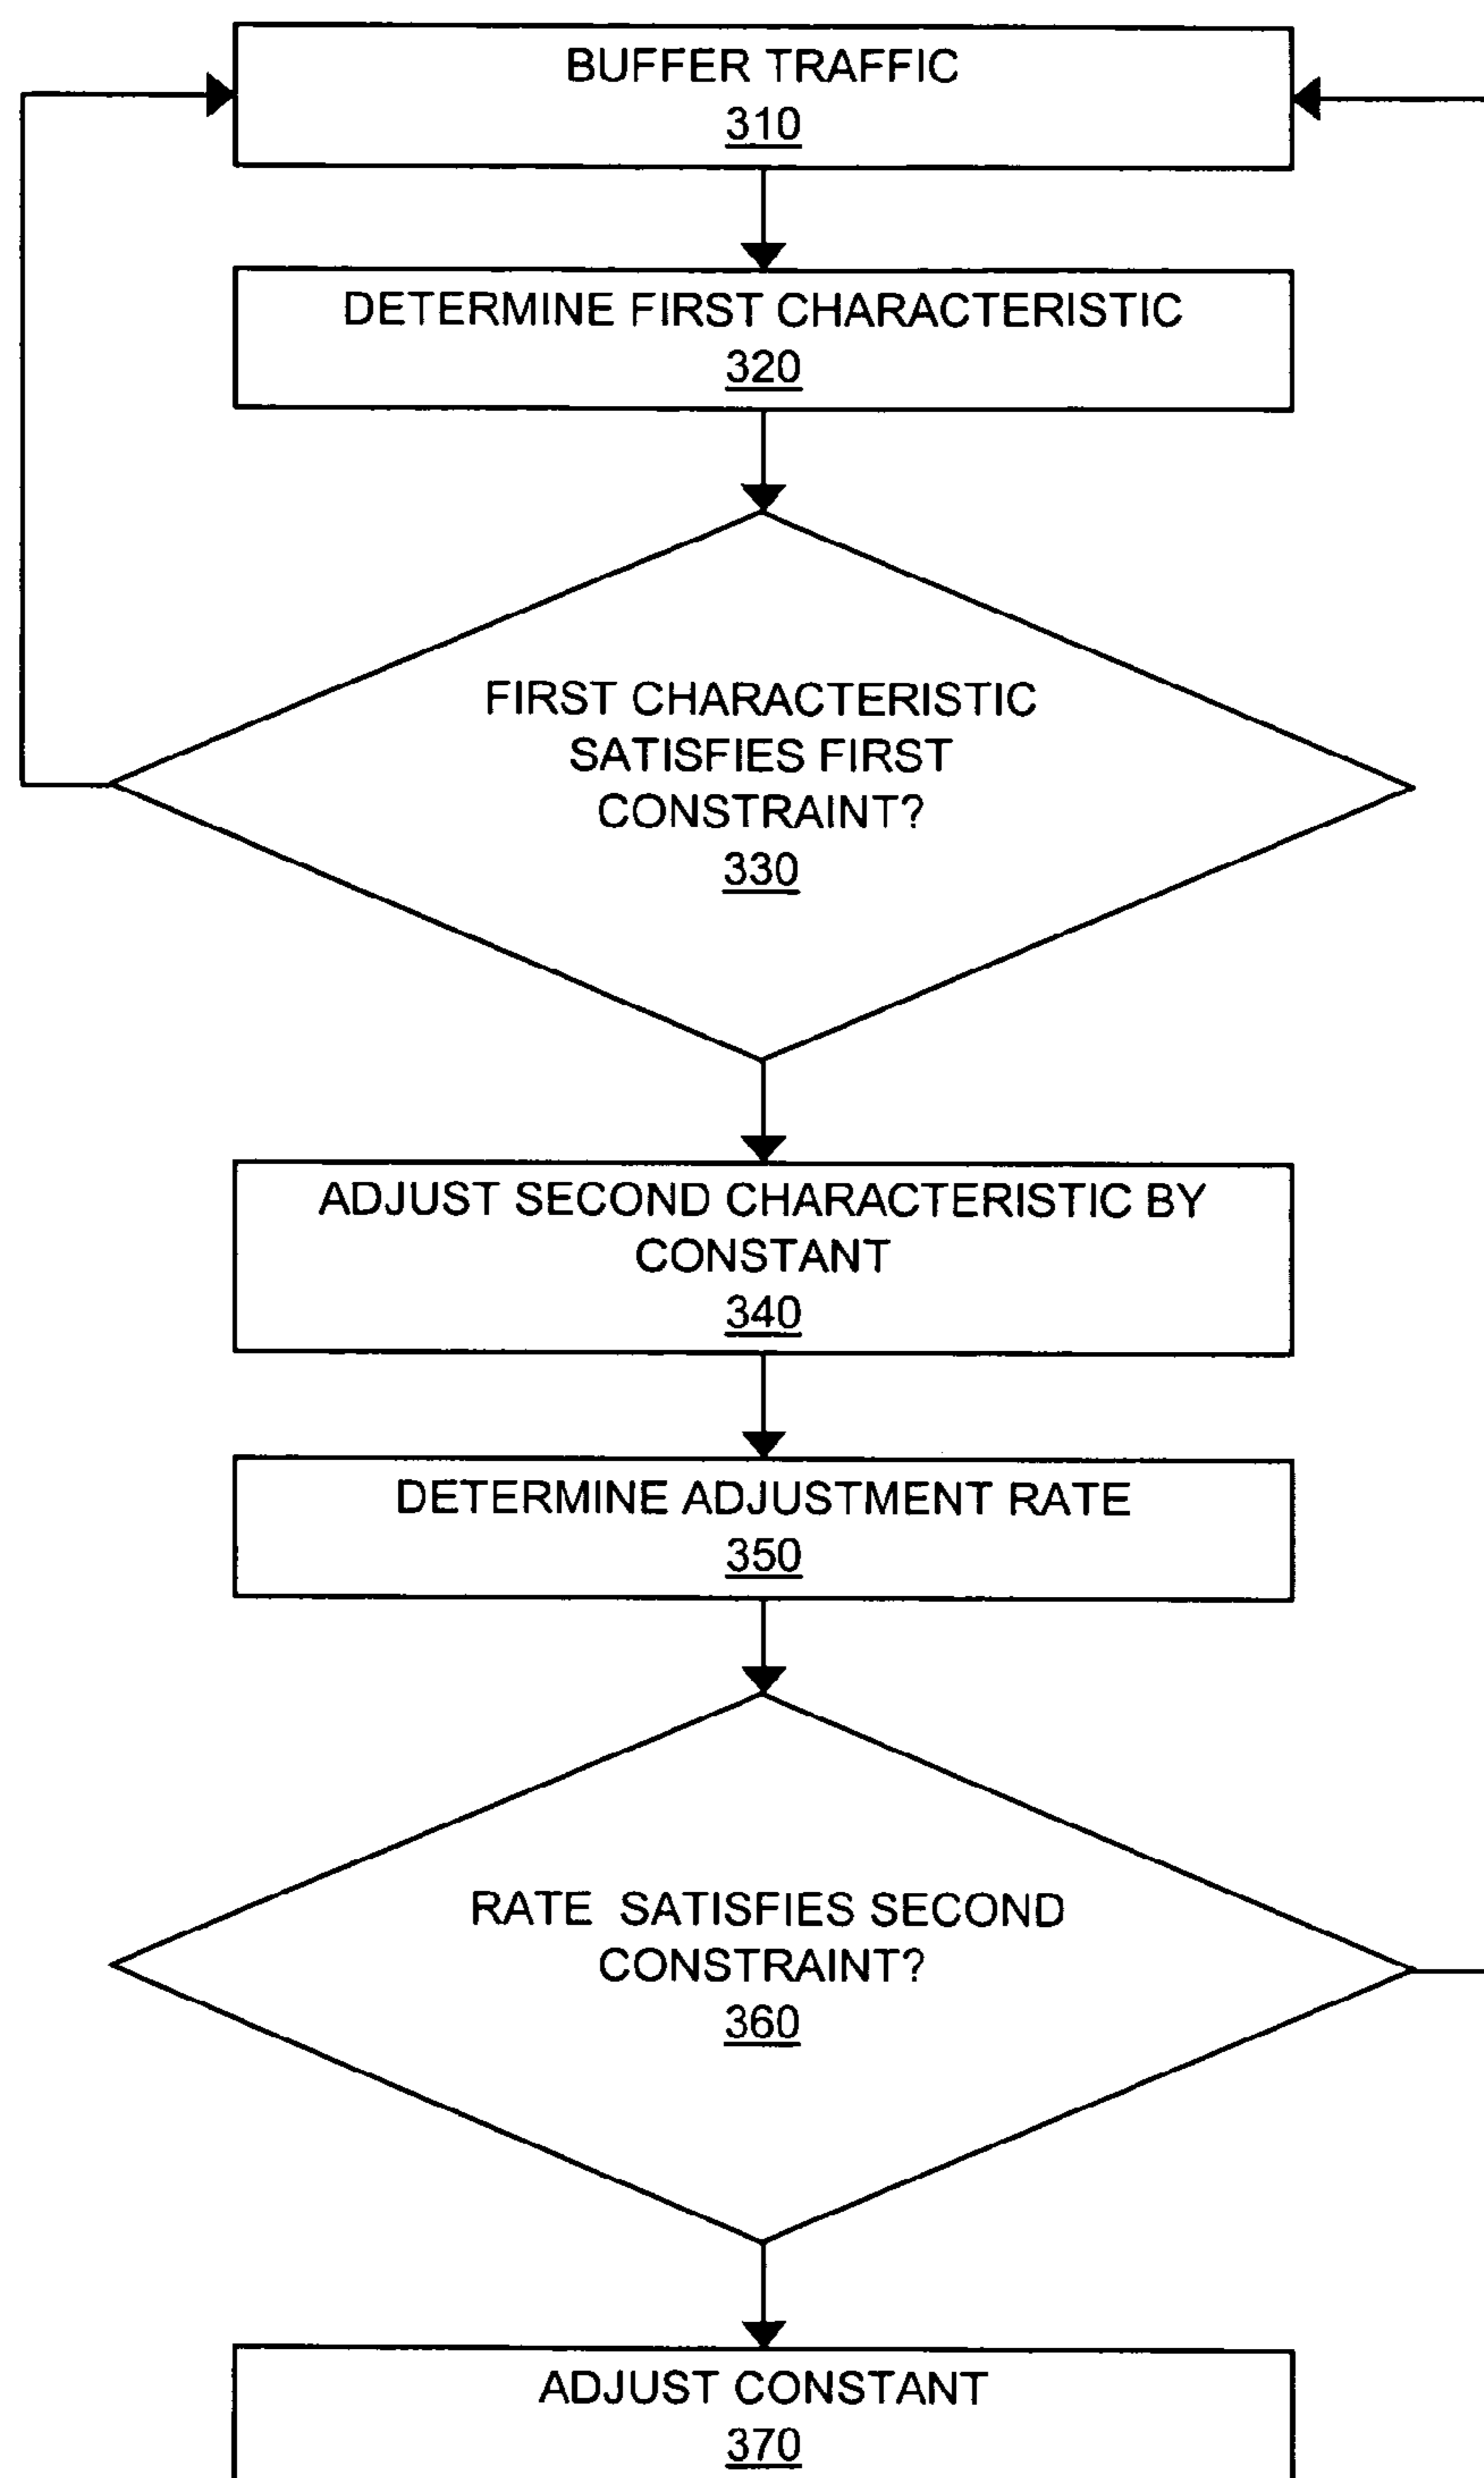 BUFFER TRAFFIC
310
DETERMINE FIRST CHARACTERISTIC
320
FIRST CHARACTERISTIC
SATISFIES FIRST
CONSTRAINT?
330
ADJUST SECOND CHARACTERISTIC BY
CONSTANT
340
DETERMINE ADJUSTMENT RATE
350
RATE SATISFIES SECOND
CONSTRAINT?
360
ADJUST CONSTANT
370